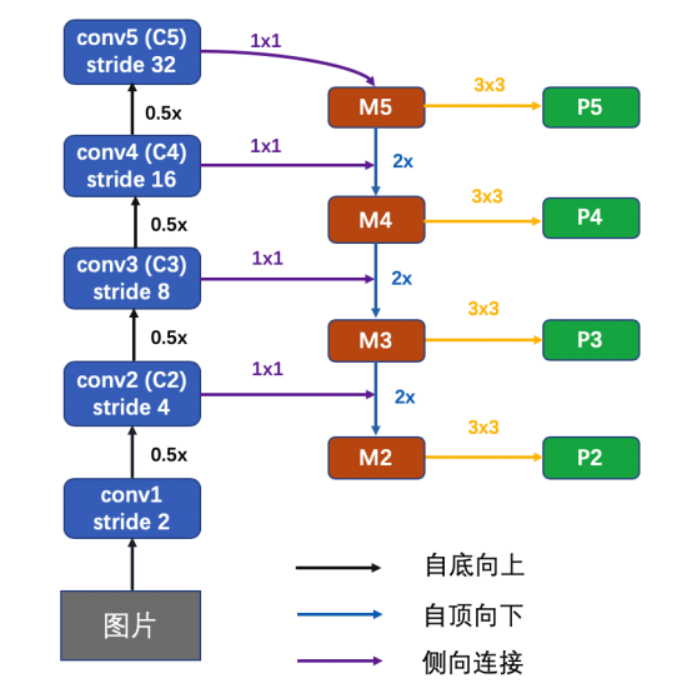 conv5 (C5)
stride 32
1x1
M5
3x3
P5
0.5x
conv4 (C4)
stride 16
1x1
2x
M4
3x3
P4
0.5x
conv3 (C3)
stride 8
1x1
2x
M3
3x3
P3
0.5x
conv2 (C2)
stride 4
1x1
2x
M2
3x3
P2
0.5x
conv1
stride 2
图片
自底向上
自顶向下
侧向连接